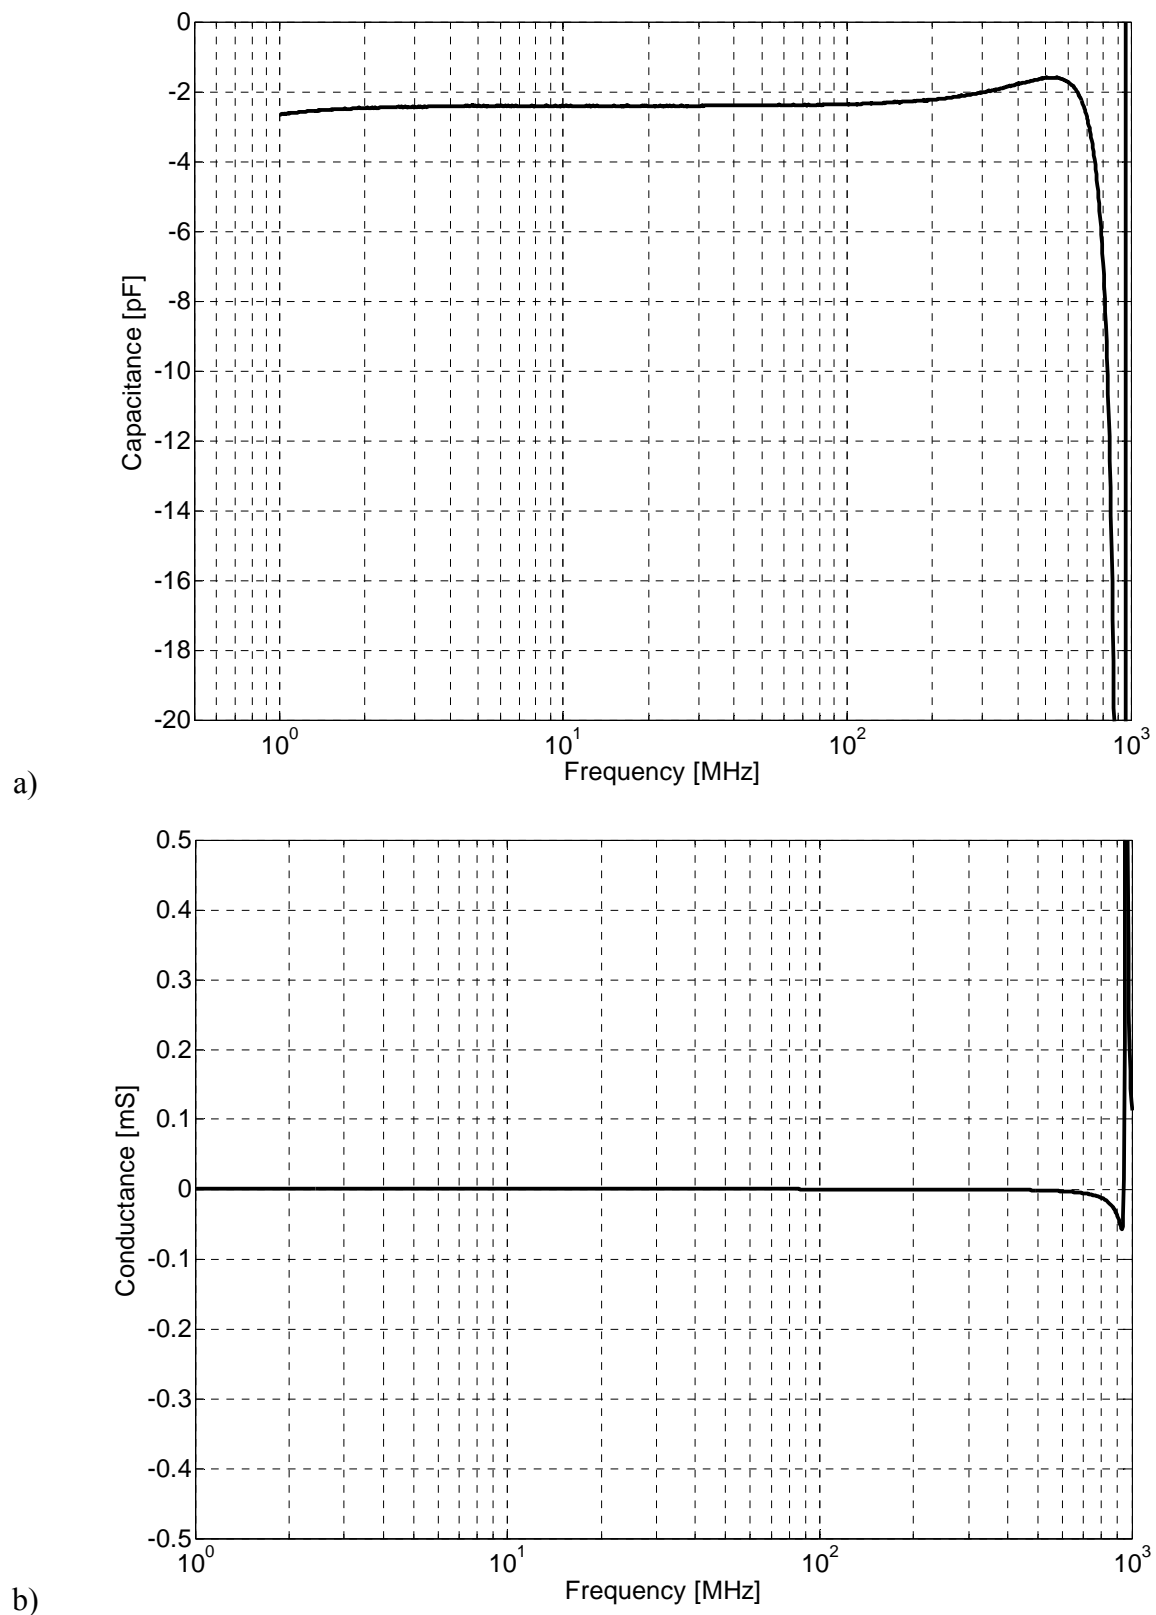 0
-2
-4
-6
-8
-10
-12
-14
-16
-18
-20
Capacitance [pF]
10^0 10^1 10^2 10^3
Frequency [MHz]
a)
0.5
0.4
0.3
0.2
0.1
0
-0.1
-0.2
-0.3
-0.4
-0.5
Conductance [mS]
10^0 10^1 10^2 10^3
Frequency [MHz]
b)